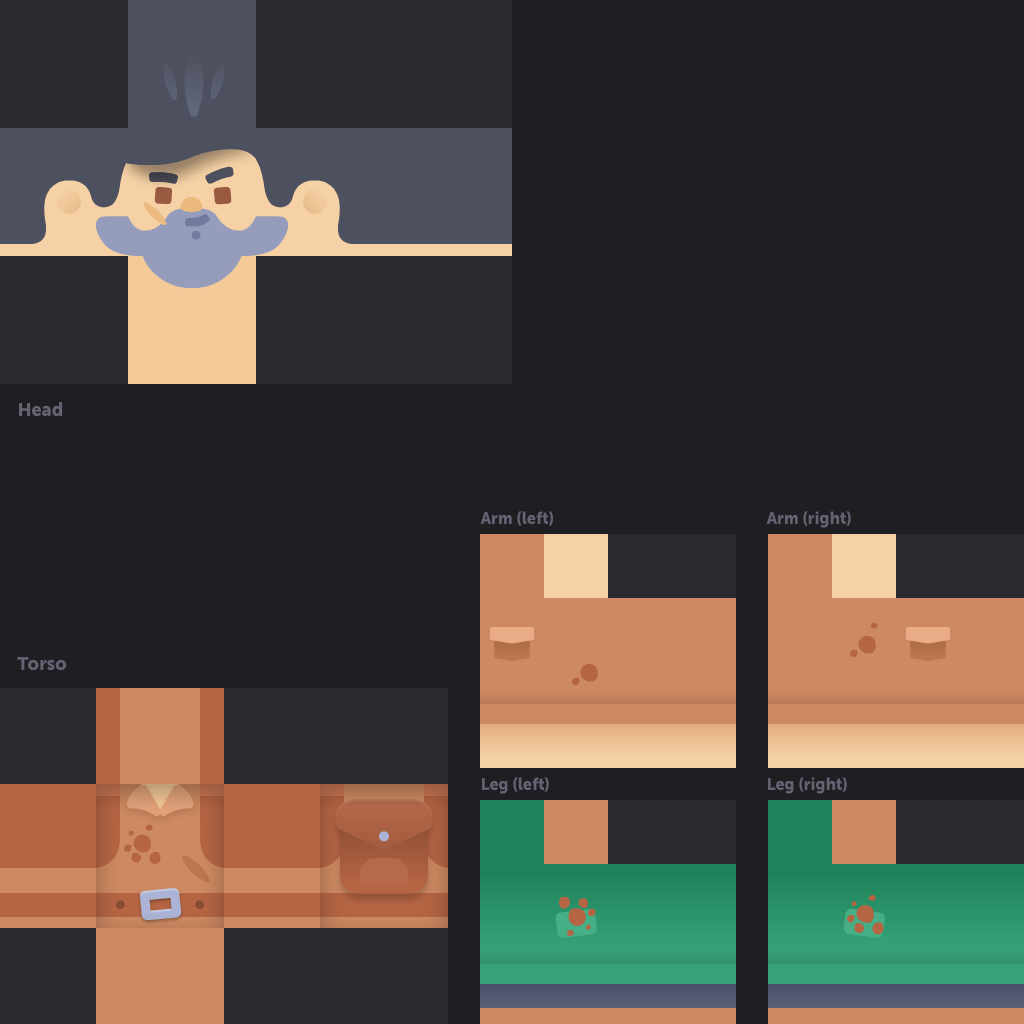 Head
Arm (left)
Arm (right)
Torso
Leg (left)
Leg (right)